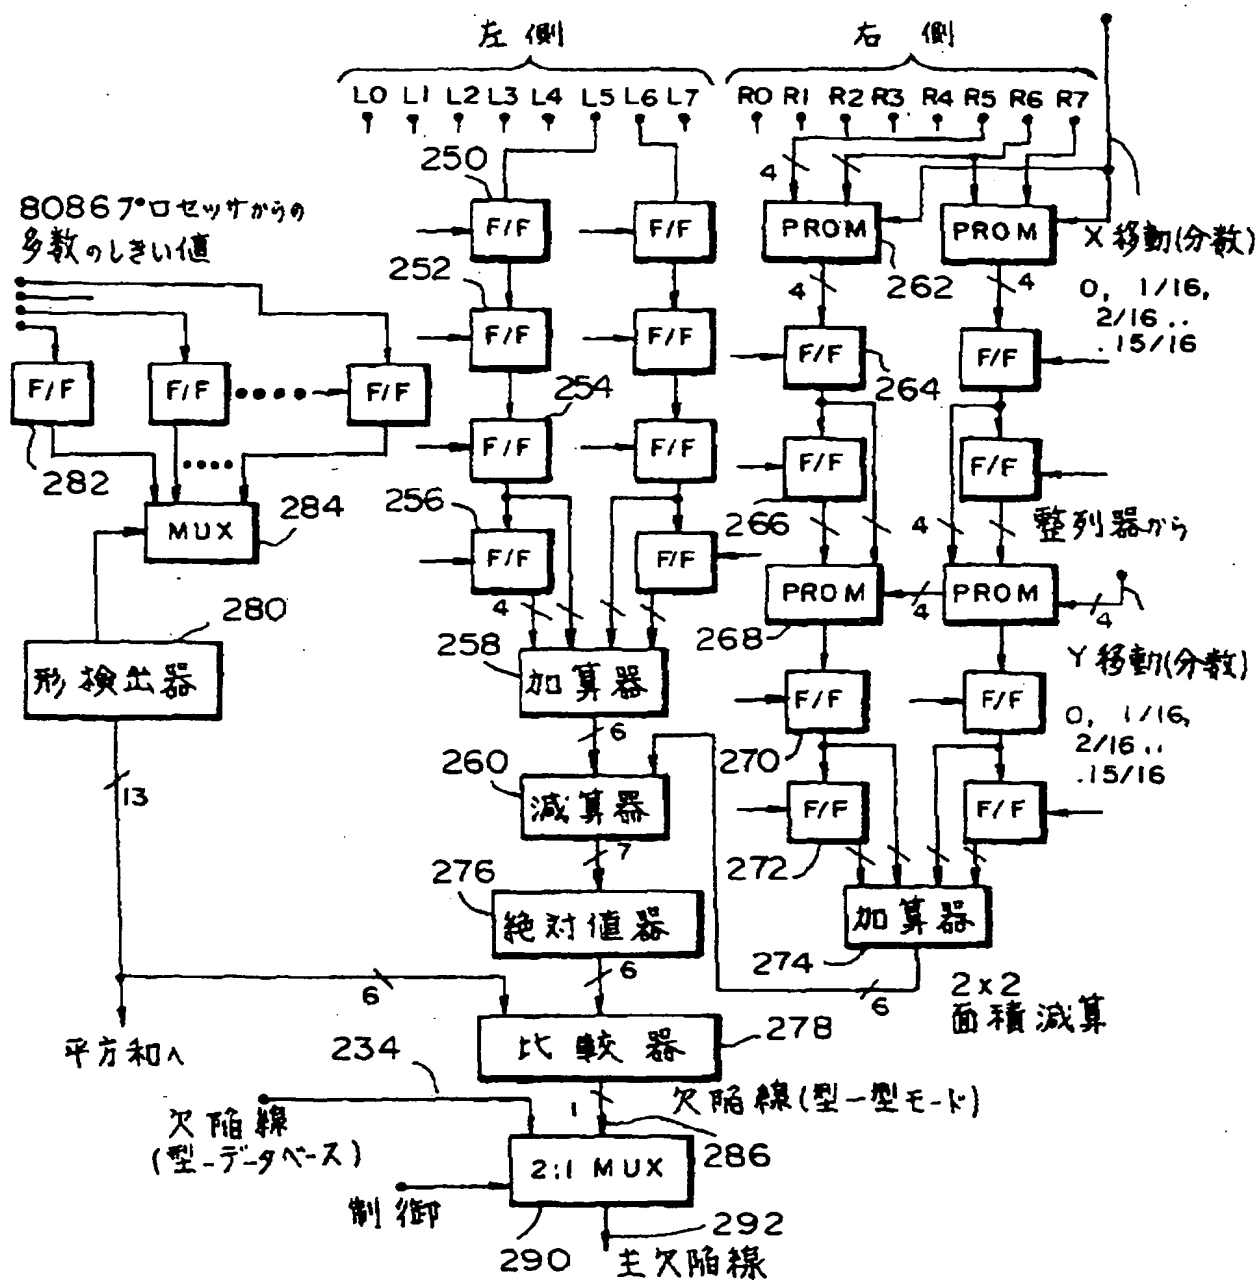 左側
右側
L0 L1 L2 L3 L4 L5 L6 L7
R0 R1 R2 R3 R4 R5 R6 R7
250
4
8086プロセッサからの
多数のしきい値
F/F
F/F
PROM
PROM
X移動(分数)
0, 1/16,
2/16..
.15/16
252
4
262
4
F/F
F/F
F/F
F/F
264
F/F
F/F
F/F
254
F/F
F/F
F/F
F/F
282
256
266
4
整列器から
MUX
284
F/F
F/F
PROM
4
PROM
4
280
4
258
268
Y移動(分数)
0, 1/16,
2/16..
.15/16
形検出器
加算器
F/F
F/F
6
260
270
13
減算器
F/F
F/F
7
272
276
絶対値器
加算器
274
6
6
6
2×2
面積減算
比較器
278
平方和へ
234
1
欠陥線(型-型モード)
欠陥線
(型-データベース)
286
2:1 MUX
制御
290
292
主欠陥線